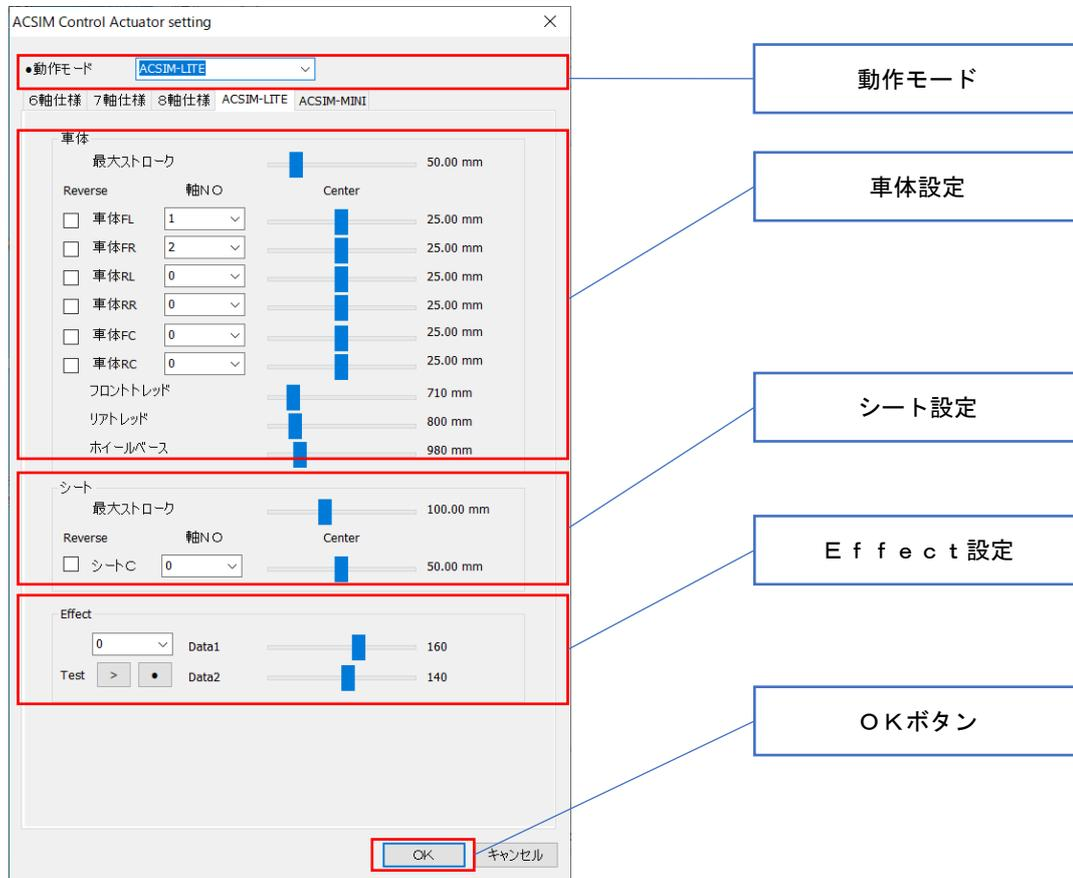 ACSIM Control Actuator setting
●動作モード ACSIM-LITE
6軸仕様 7軸仕様 8軸仕様 ACSIM-LITE ACSIM-MINI
車体
最大ストローク 50.00 mm
Reverse 軸NO Center
車体FL 1 25.00 mm
車体FR 2 25.00 mm
車体RL 0 25.00 mm
車体RR 0 25.00 mm
車体FC 0 25.00 mm
車体RC 0 25.00 mm
フロントトレッド 710 mm
リアトレッド 800 mm
ホイールベース 980 mm
シート
最大ストローク 100.00 mm
Reverse 軸NO Center
シートC 0 50.00 mm
Effect
0 Data1 160
Test > ● Data2 140
OK キャンセル
動作モード
車体設定
シート設定
Effect設定
OKボタン